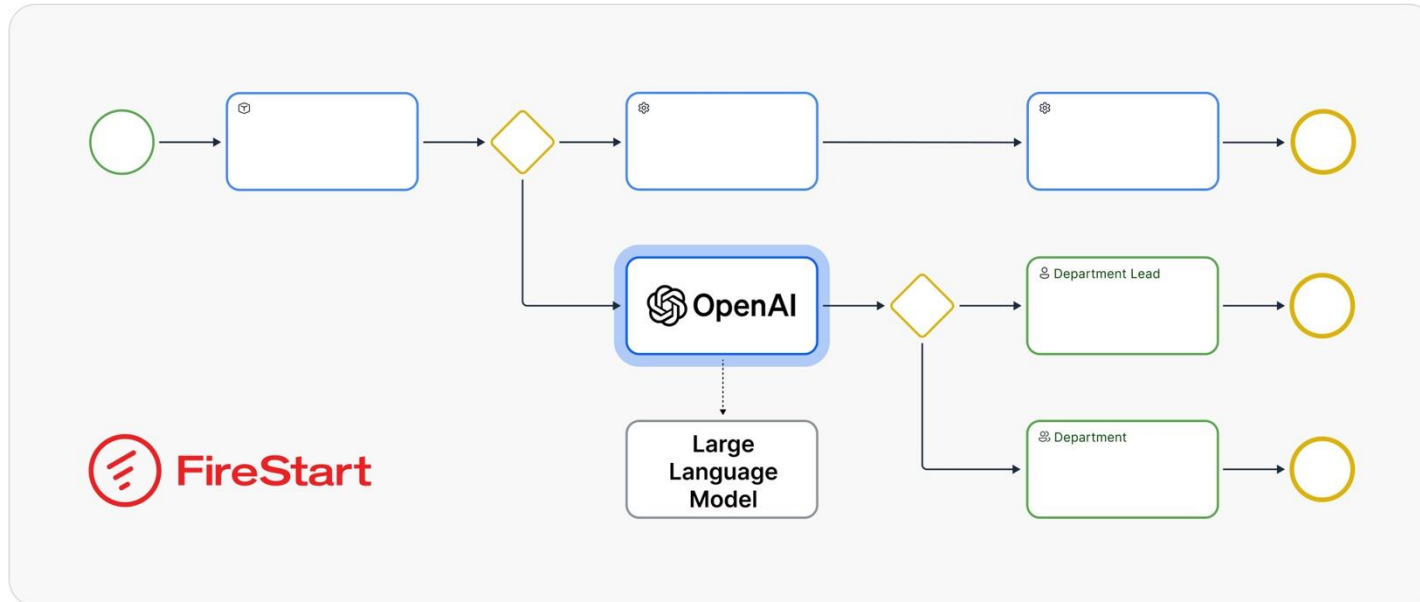 OpenAI
Department Lead
Large
Language
Model
Department
FireStart